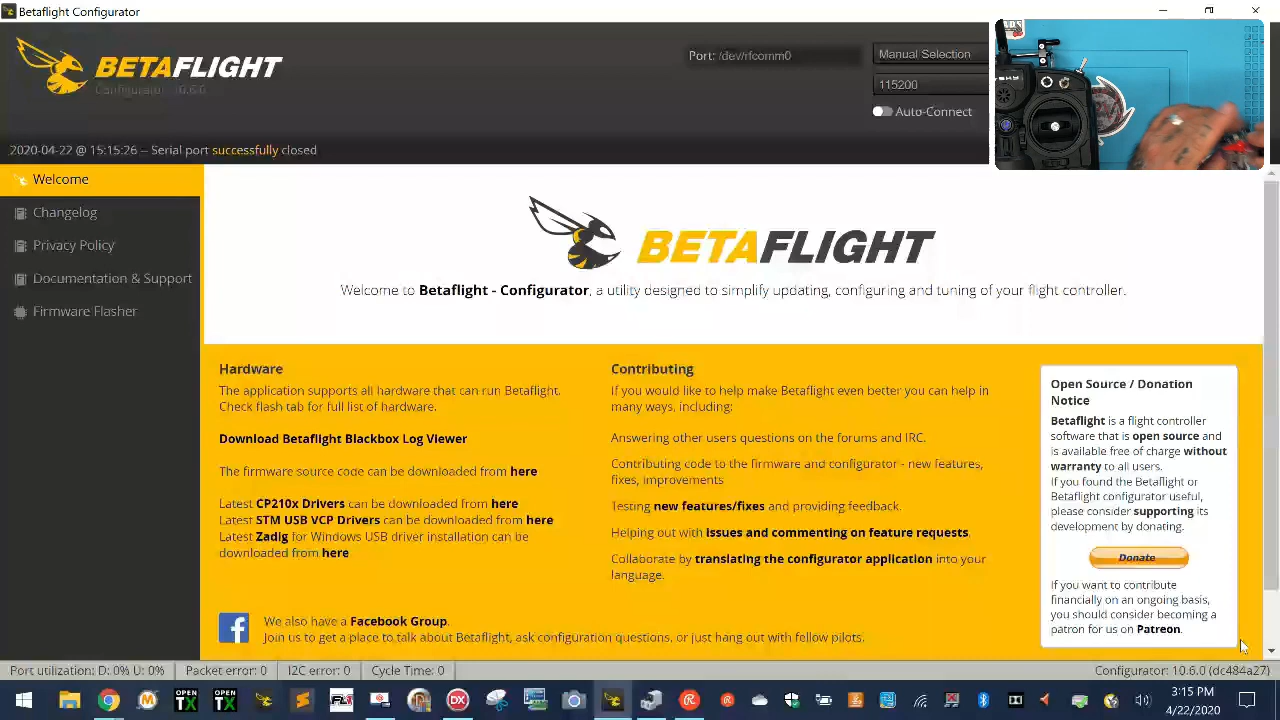 Betaflight Configurator
BETAFLIGHT
Configurator 10.6.0
Port: /dev/rfcomm0
Manual Selection
115200
Auto-Connect
2020-04-22 @ 15:15:26 -- Serial port successfully closed
Welcome
Changelog
Privacy Policy
Documentation & Support
Firmware Flasher
BETAFLIGHT
Welcome to Betaflight - Configurator, a utility designed to simplify updating, configuring and tuning of your flight controller.
Hardware
The application supports all hardware that can run Betaflight.
Check flash tab for full list of hardware.
Download Betaflight Blackbox Log Viewer
The firmware source code can be downloaded from here
Latest CP210x Drivers can be downloaded from here
Latest STM USB VCP Drivers can be downloaded from here
Latest Zadig for Windows USB driver installation can be
downloaded from here
Contributing
If you would like to help make Betaflight even better you can help in
many ways, including:
Answering other users questions on the forums and IRC.
Contributing code to the firmware and configurator - new features,
fixes, improvements
Testing new features/fixes and providing feedback.
Helping out with issues and commenting on feature requests.
Collaborate by translating the configurator application into your
language.
Open Source / Donation
Notice
Betaflight is a flight controller
software that is open source and
is available free of charge without
warranty to all users.
If you found the Betaflight or
Betaflight configurator useful,
please consider supporting its
development by donating.
Donate
If you want to contribute
financially on an ongoing basis,
you should consider becoming a
patron for us on Patreon.
We also have a Facebook Group.
Join us to get a place to talk about Betaflight, ask configuration questions, or just hang out with fellow pilots.
Port utilization: D: 0% U: 0%
Packet error: 0
I2C error: 0
Cycle Time: 0
Configurator: 10.6.0 (dc484a27)
OPEN
TX
OPEN
TX
3:15 PM
4/22/2020